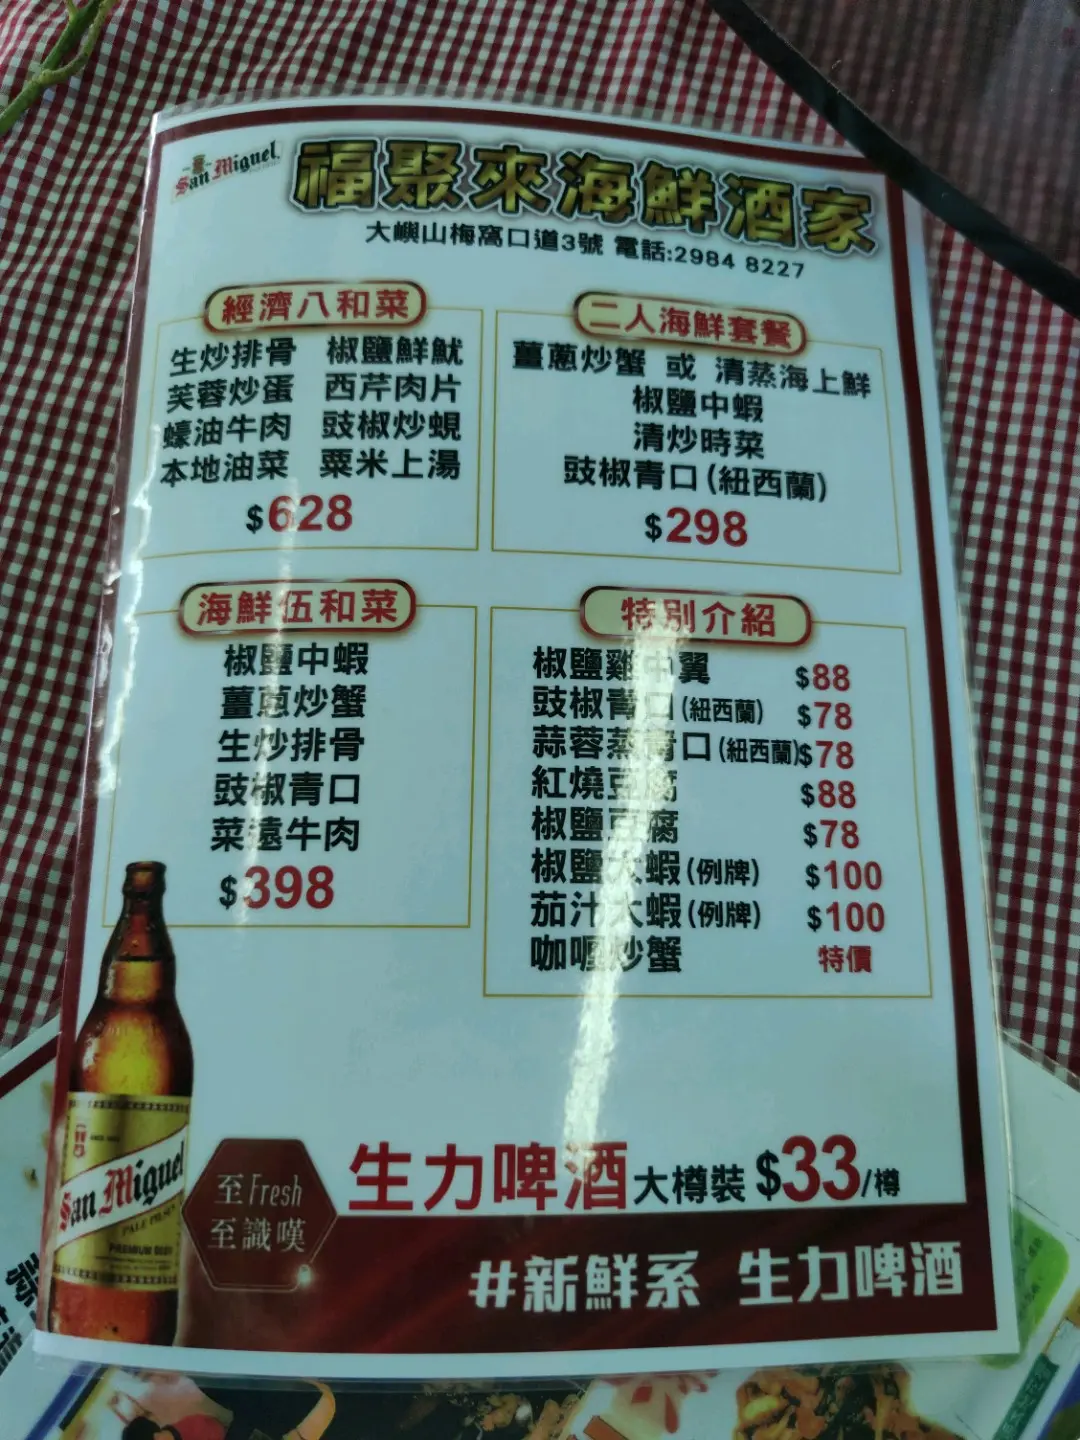 San Miguel
福聚來海鮮酒家
大嶼山梅窩口道3號 電話:2984 8227
經濟八和菜
生炒排骨 椒鹽鮮魷
芙蓉炒蛋 西芹肉片
蠔油牛肉 豉椒炒蜆
本地油菜 粟米上湯
$628
二人海鮮套餐
薑蔥炒蟹 或 清蒸海上鮮
椒鹽中蝦
清炒時菜
豉椒青口(紐西蘭)
$298
海鮮伍和菜
椒鹽中蝦
薑蔥炒蟹
生炒排骨
豉椒青口
菜遠牛肉
$398
特別介紹
椒鹽雞中翼 $88
豉椒青口(紐西蘭) $78
蒜蓉蒸青口(紐西蘭)$78
紅燒豆腐 $88
椒鹽豆腐 $78
椒鹽大蝦(例牌) $100
茄汁大蝦(例牌) $100
咖喱炒蟹 特價
San Miguel
PALE PILSEN
PREMIUM BEER
至Fresh
至識嘆
生力啤酒大樽裝 $33/樽
#新鮮系 生力啤酒